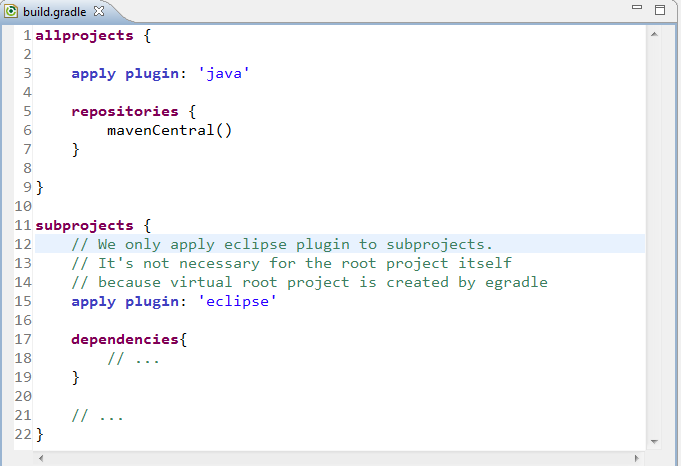 build.gradle
1 allprojects {
2
3     apply plugin: 'java'
4
5     repositories {
6         mavenCentral()
7     }
8
9 }
10
11 subprojects {
12     // We only apply eclipse plugin to subprojects.
13     // It's not necessary for the root project itself
14     // because virtual root project is created by egradle
15     apply plugin: 'eclipse'
16
17     dependencies{
18         // ...
19     }
20
21     // ...
22 }